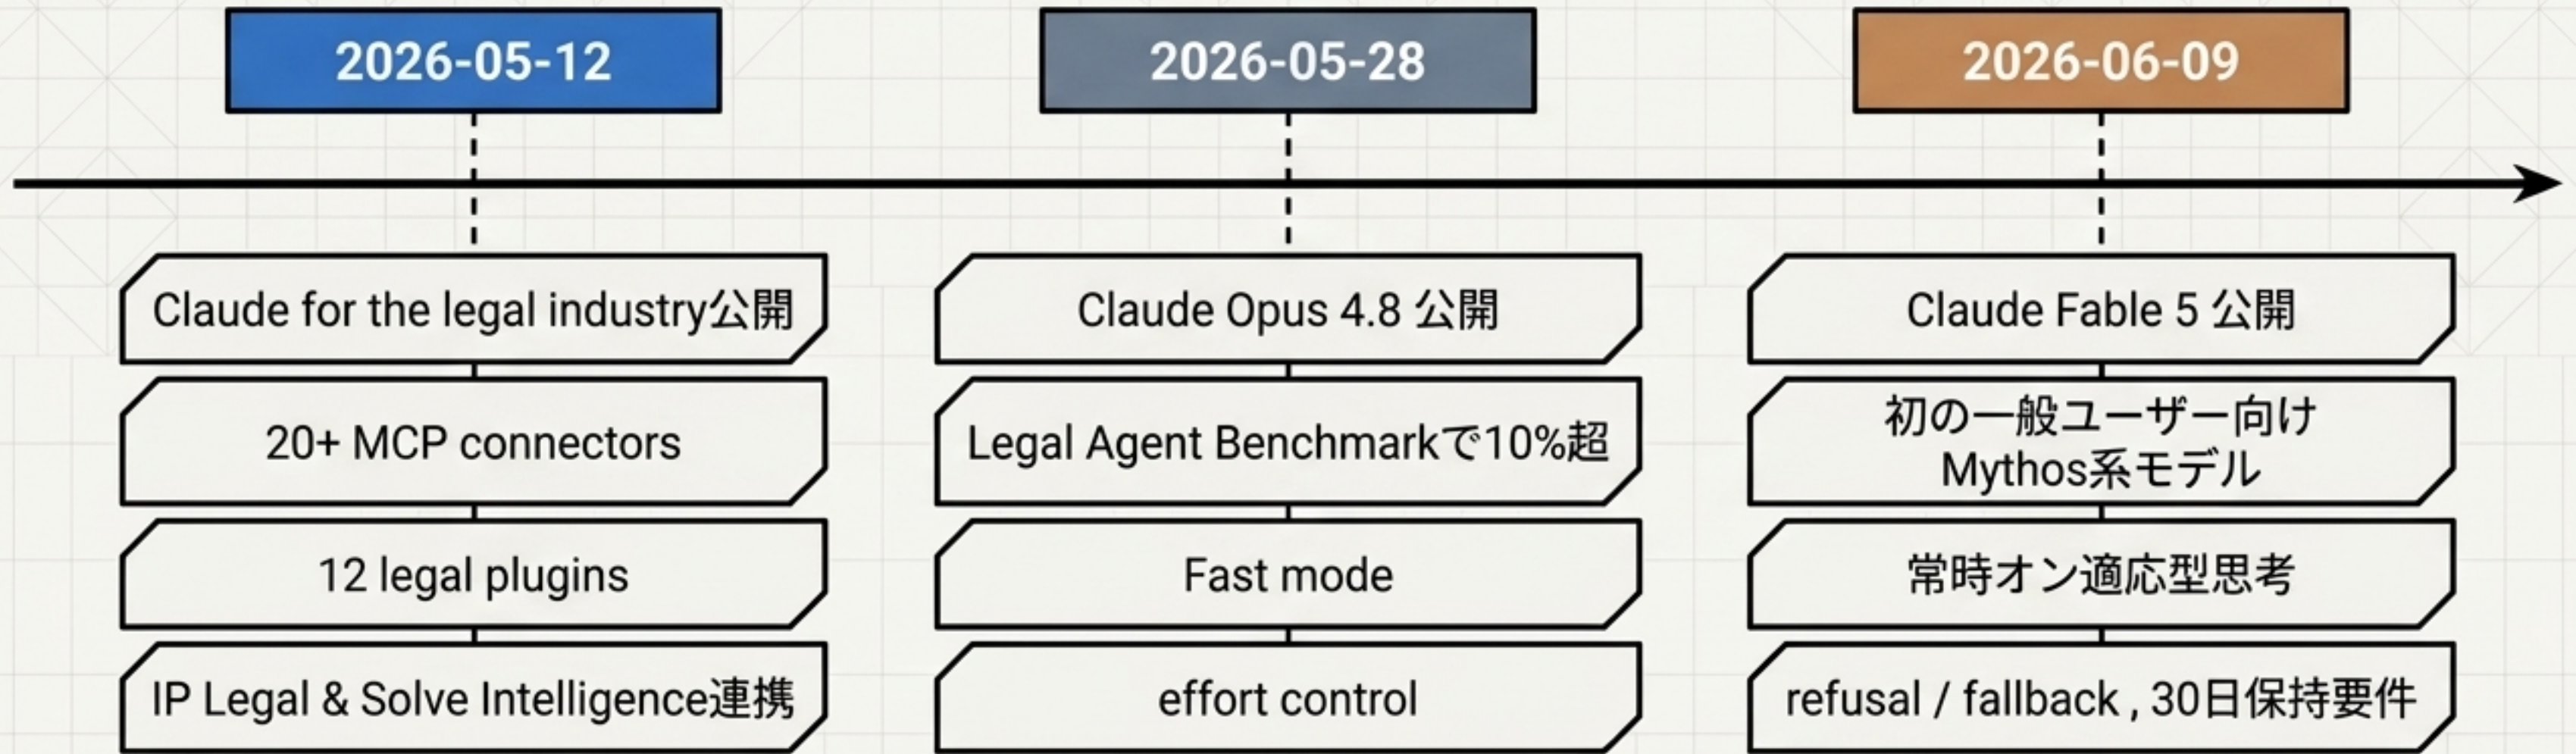 2026-05-12
2026-05-28
2026-06-09
Claude for the legal industry公開
20+ MCP connectors
12 legal plugins
IP Legal & Solve Intelligence連携
Claude Opus 4.8 公開
Legal Agent Benchmarkで10%超
Fast mode
effort control
Claude Fable 5 公開
初の一般ユーザー向け
Mythos系モデル
常時オン適応型思考
refusal / fallback , 30日保持要件